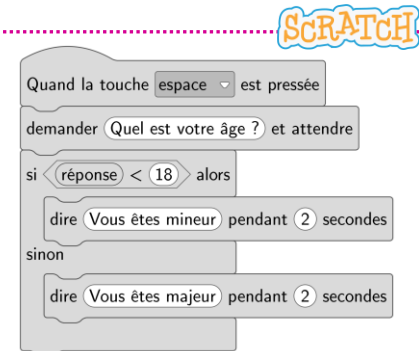 SCRATCH
Quand la touche espace est pressée
demander Quel est votre âge ? et attendre
si réponse < 18 alors
dire Vous êtes mineur pendant 2 secondes
sinon
dire Vous êtes majeur pendant 2 secondes